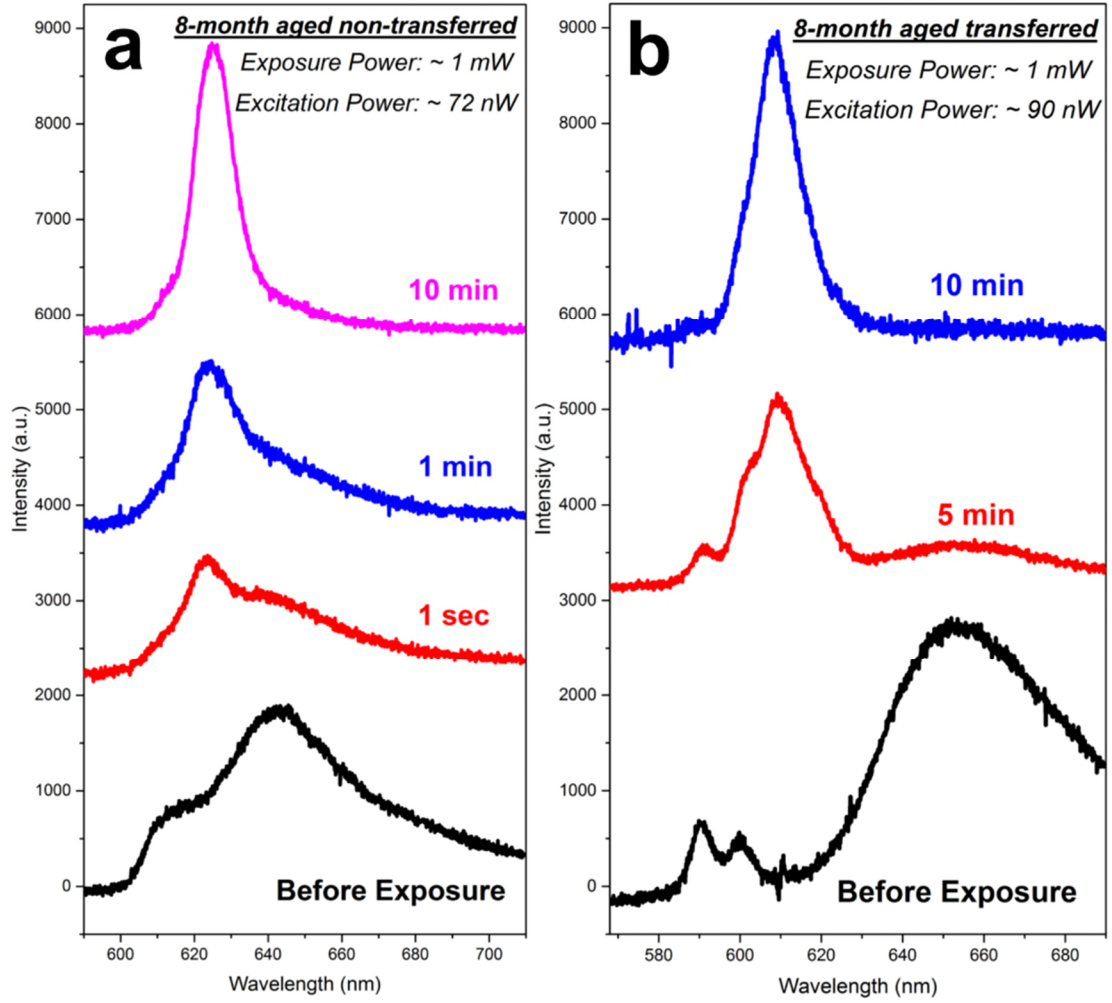 a
8-month aged non-transferred
Exposure Power: ~ 1 mW
Excitation Power: ~ 72 nW
10 min
1 min
1 sec
Before Exposure
Intensity (a.u.)
9000
8000
7000
6000
5000
4000
3000
2000
1000
0
600
620
640
660
680
700
Wavelength (nm)
b
8-month aged transferred
Exposure Power: ~ 1 mW
Excitation Power: ~ 90 nW
10 min
5 min
Before Exposure
Intensity (a.u.)
9000
8000
7000
6000
5000
4000
3000
2000
1000
0
580
600
620
640
660
680
Wavelength (nm)